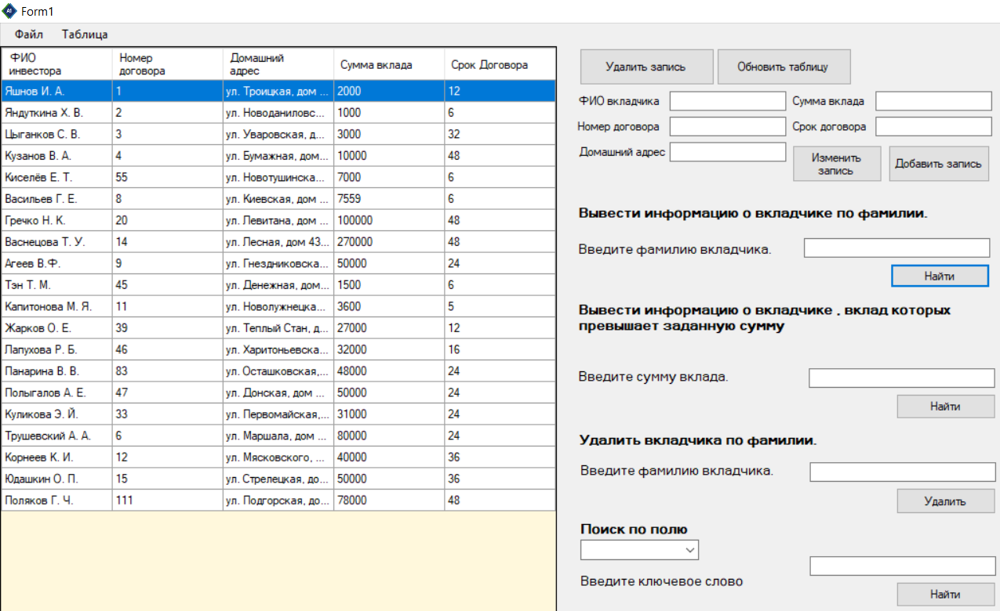 Form1
Файл Таблица
ФИО инвестора Номер договора Домашний адрес Сумма вклада Срок Договора
Яшнов И. А. 1 ул. Троицкая, дом ... 2000 12
Яндуткина Х. В. 2 ул. Новоданиловс... 1000 6
Цыганков С. В. 3 ул. Уваровская, д... 3000 32
Кузанов В. А. 4 ул. Бумажная, дом... 10000 48
Киселёв Е. Т. 55 ул. Новотушинска... 7000 6
Васильев Г. Е. 8 ул. Киевская, дом ... 7559 6
Гречко Н. К. 20 ул. Левитана, дом ... 100000 48
Васнецова Т. У. 14 ул. Лесная, дом 43... 270000 48
Агеев В.Ф. 9 ул. Гнездниковска... 50000 24
Тэн Т. М. 45 ул. Денежная, дом... 1500 6
Капитонова М. Я. 11 ул. Новолужнецка... 3600 5
Жарков О. Е. 39 ул. Теплый Стан, д... 27000 12
Лапухова Р. Б. 46 ул. Харитоньевска... 32000 16
Панарина В. В. 83 ул. Осташковская,... 48000 24
Полыгалов А. Е. 47 ул. Донская, дом ... 50000 24
Куликова Э. Й. 33 ул. Первомайская,... 31000 24
Трушевский А. А. 6 ул. Маршала, дом ... 80000 24
Корнеев К. И. 12 ул. Мясковского, ... 40000 36
Юдашкин О. П. 15 ул. Стрелецкая, до... 50000 36
Поляков Г. Ч. 111 ул. Подгорская, до... 78000 48
Удалить запись Обновить таблицу
ФИО вкладчика Сумма вклада
Номер договора Срок договора
Домашний адрес
Изменить
запись
Добавить запись
Вывести информацию о вкладчике по фамилии.
Введите фамилию вкладчика.
Найти
Вывести информацию о вкладчике , вклад которых
превышает заданную сумму
Введите сумму вклада.
Найти
Удалить вкладчика по фамилии.
Введите фамилию вкладчика.
Удалить
Поиск по полю
Введите ключевое слово
Найти